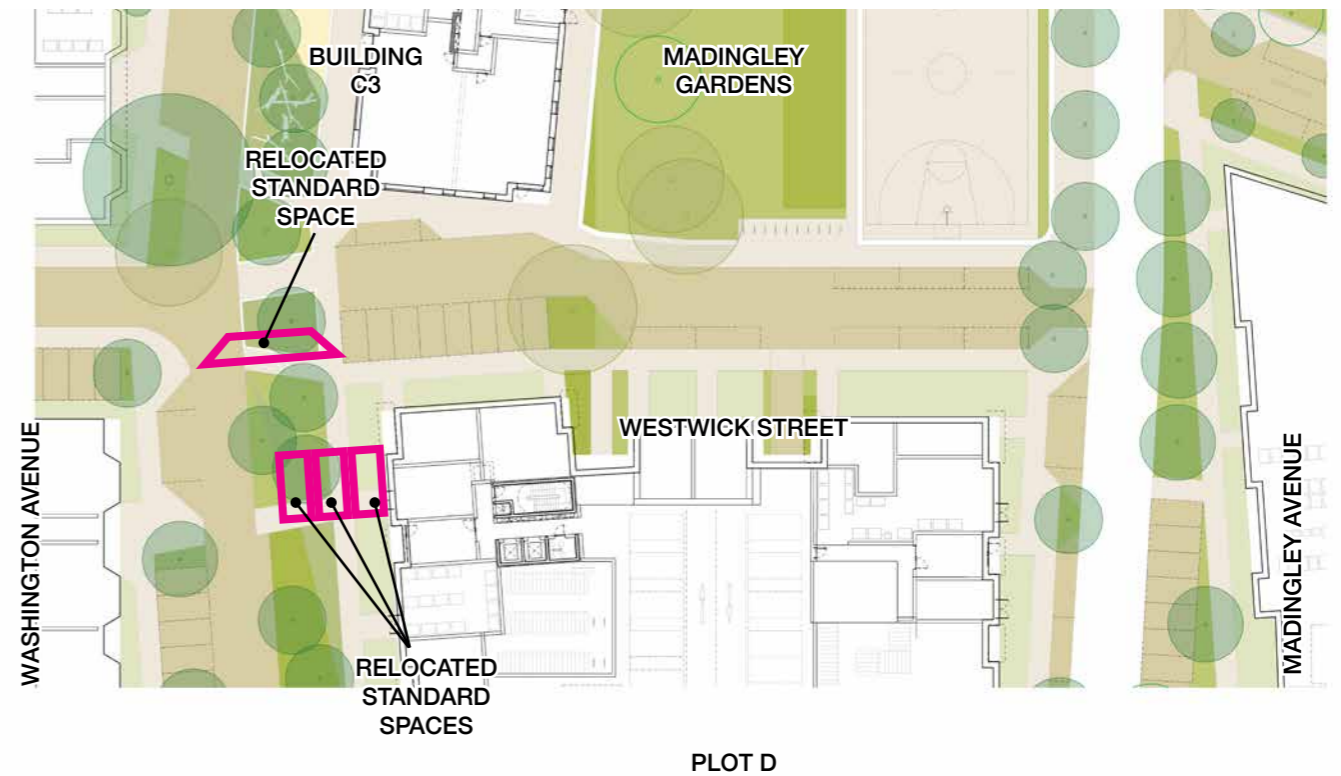 BUILDING
C3
MADINGLEY
GARDENS
RELOCATED
STANDARD
SPACE
WESTWICK STREET
WASHINGTON AVENUE
MADINGLEY AVENUE
RELOCATED
STANDARD
SPACES
PLOT D